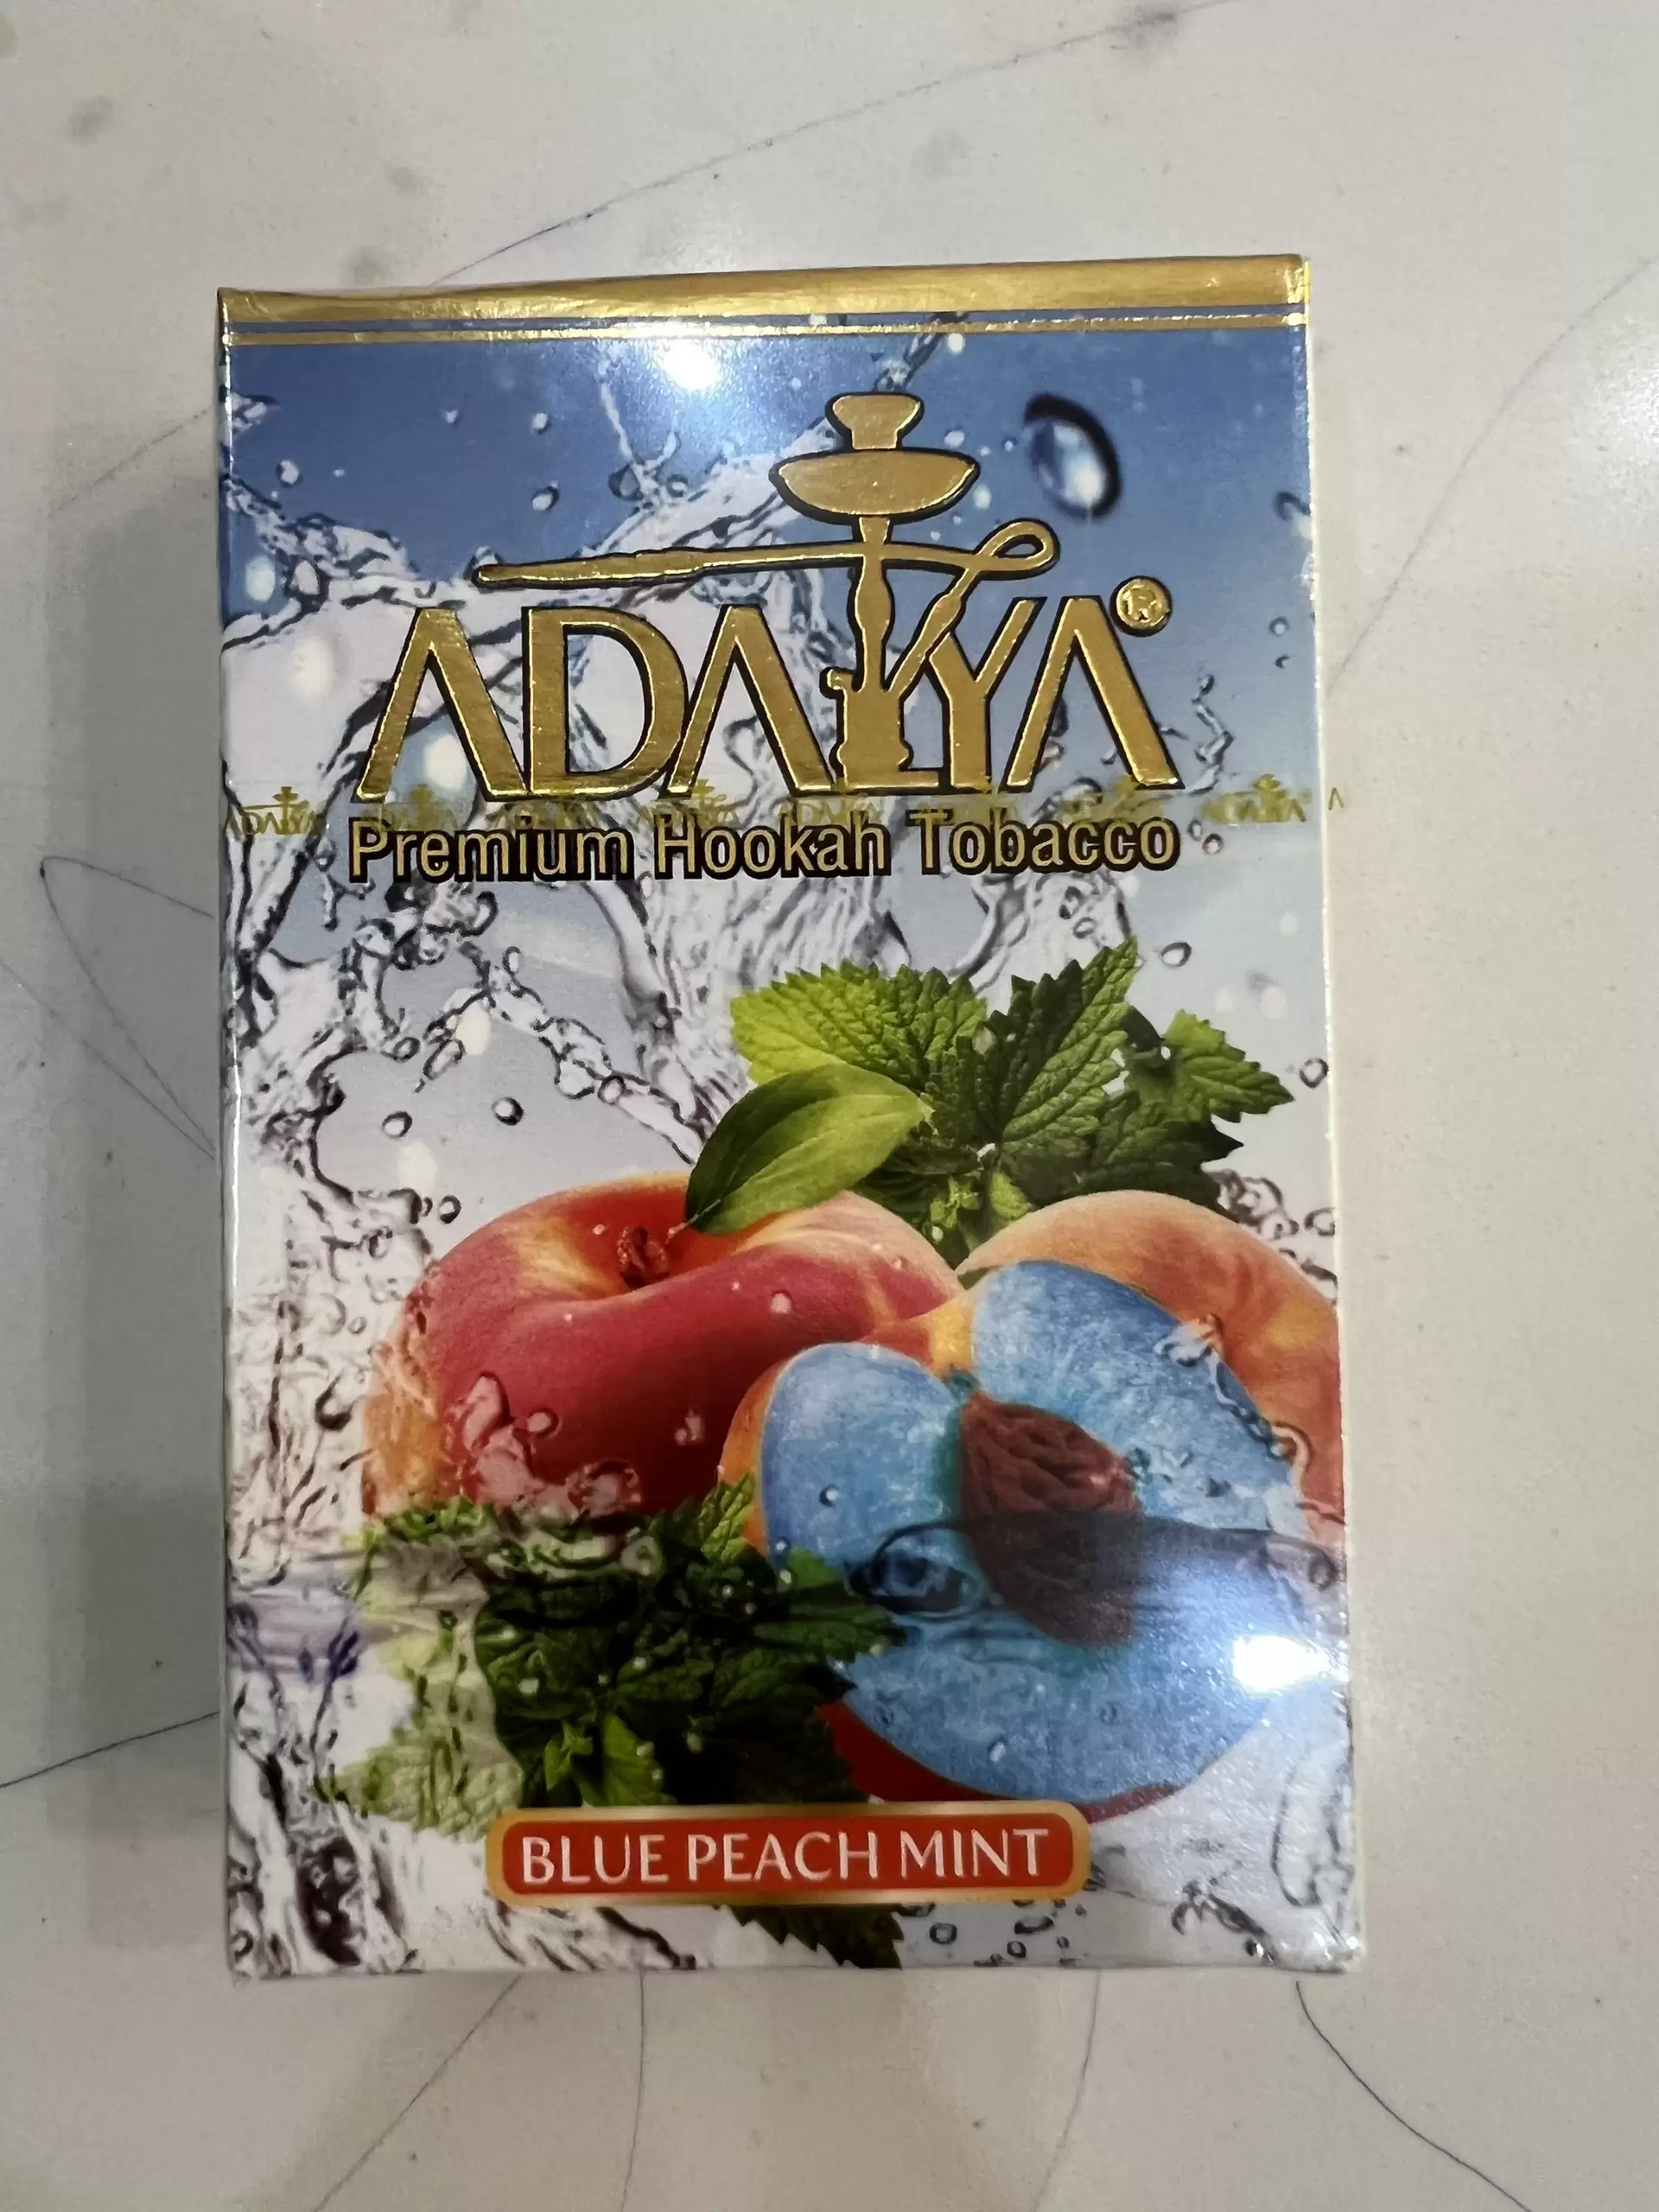 ADALYA®
Premium Hookah Tobacco
BLUE PEACH MINT